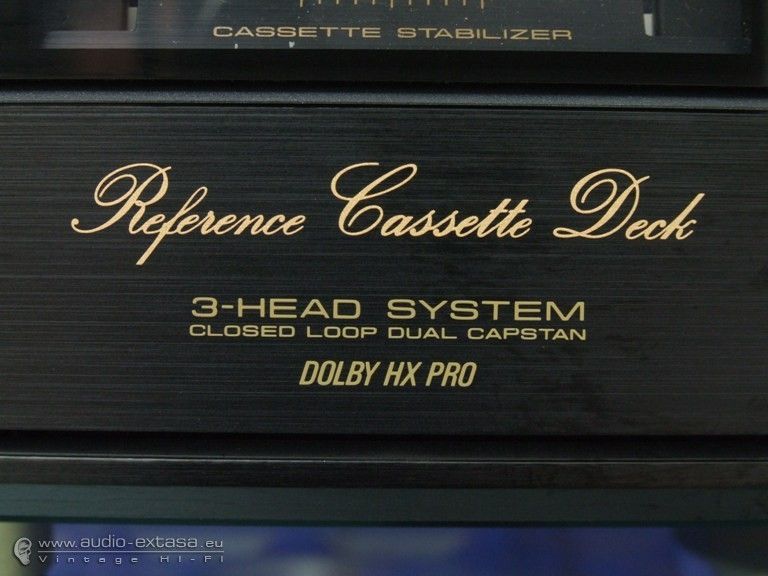 CASSETTE STABILIZER
Reference Cassette Deck
3-HEAD SYSTEM
CLOSED LOOP DUAL CAPSTAN
DOLBY HX PRO
www.audio-extasa.eu
Vintage HI-FI